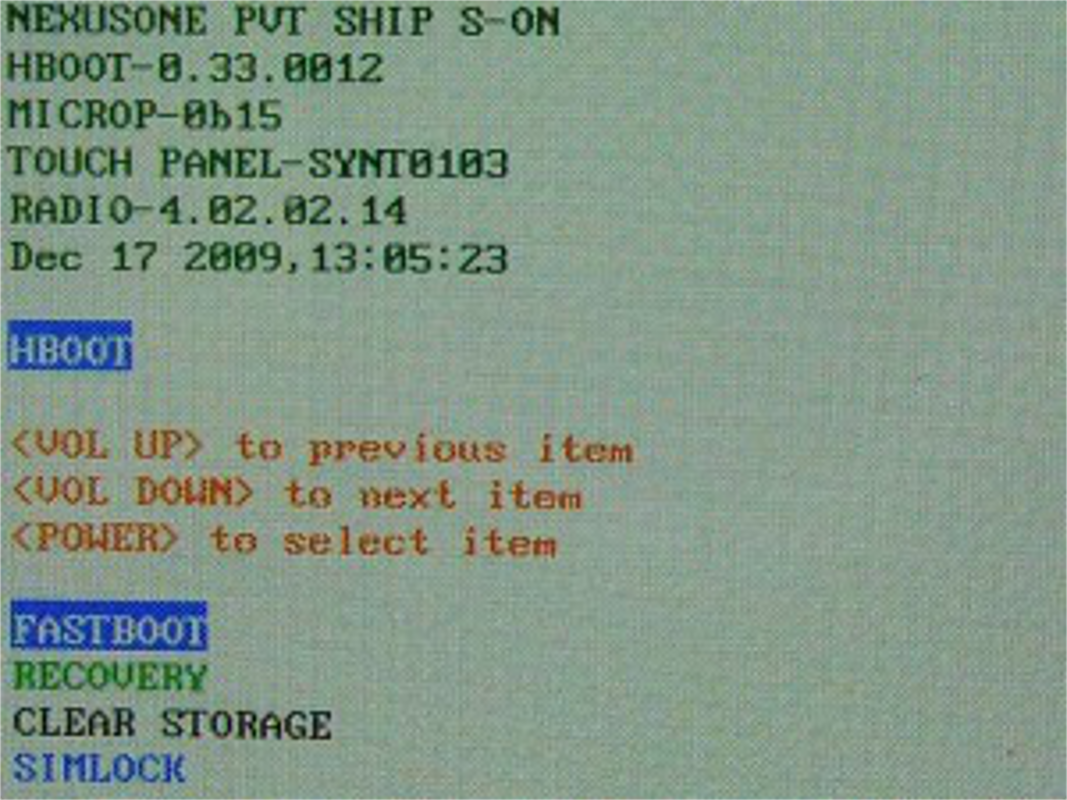 NEXUSONE PVT SHIP S-ON
HBOOT-0.33.0012
MICROP-0b15
TOUCH PANEL-SYNT0103
RADIO-4.02.02.14
Dec 17 2009,13:05:23
HBOOT
<VOL UP> to previous item
<VOL DOWN> to next item
<POWER> to select item
FASTBOOT
RECOVERY
CLEAR STORAGE
SIMLOCK